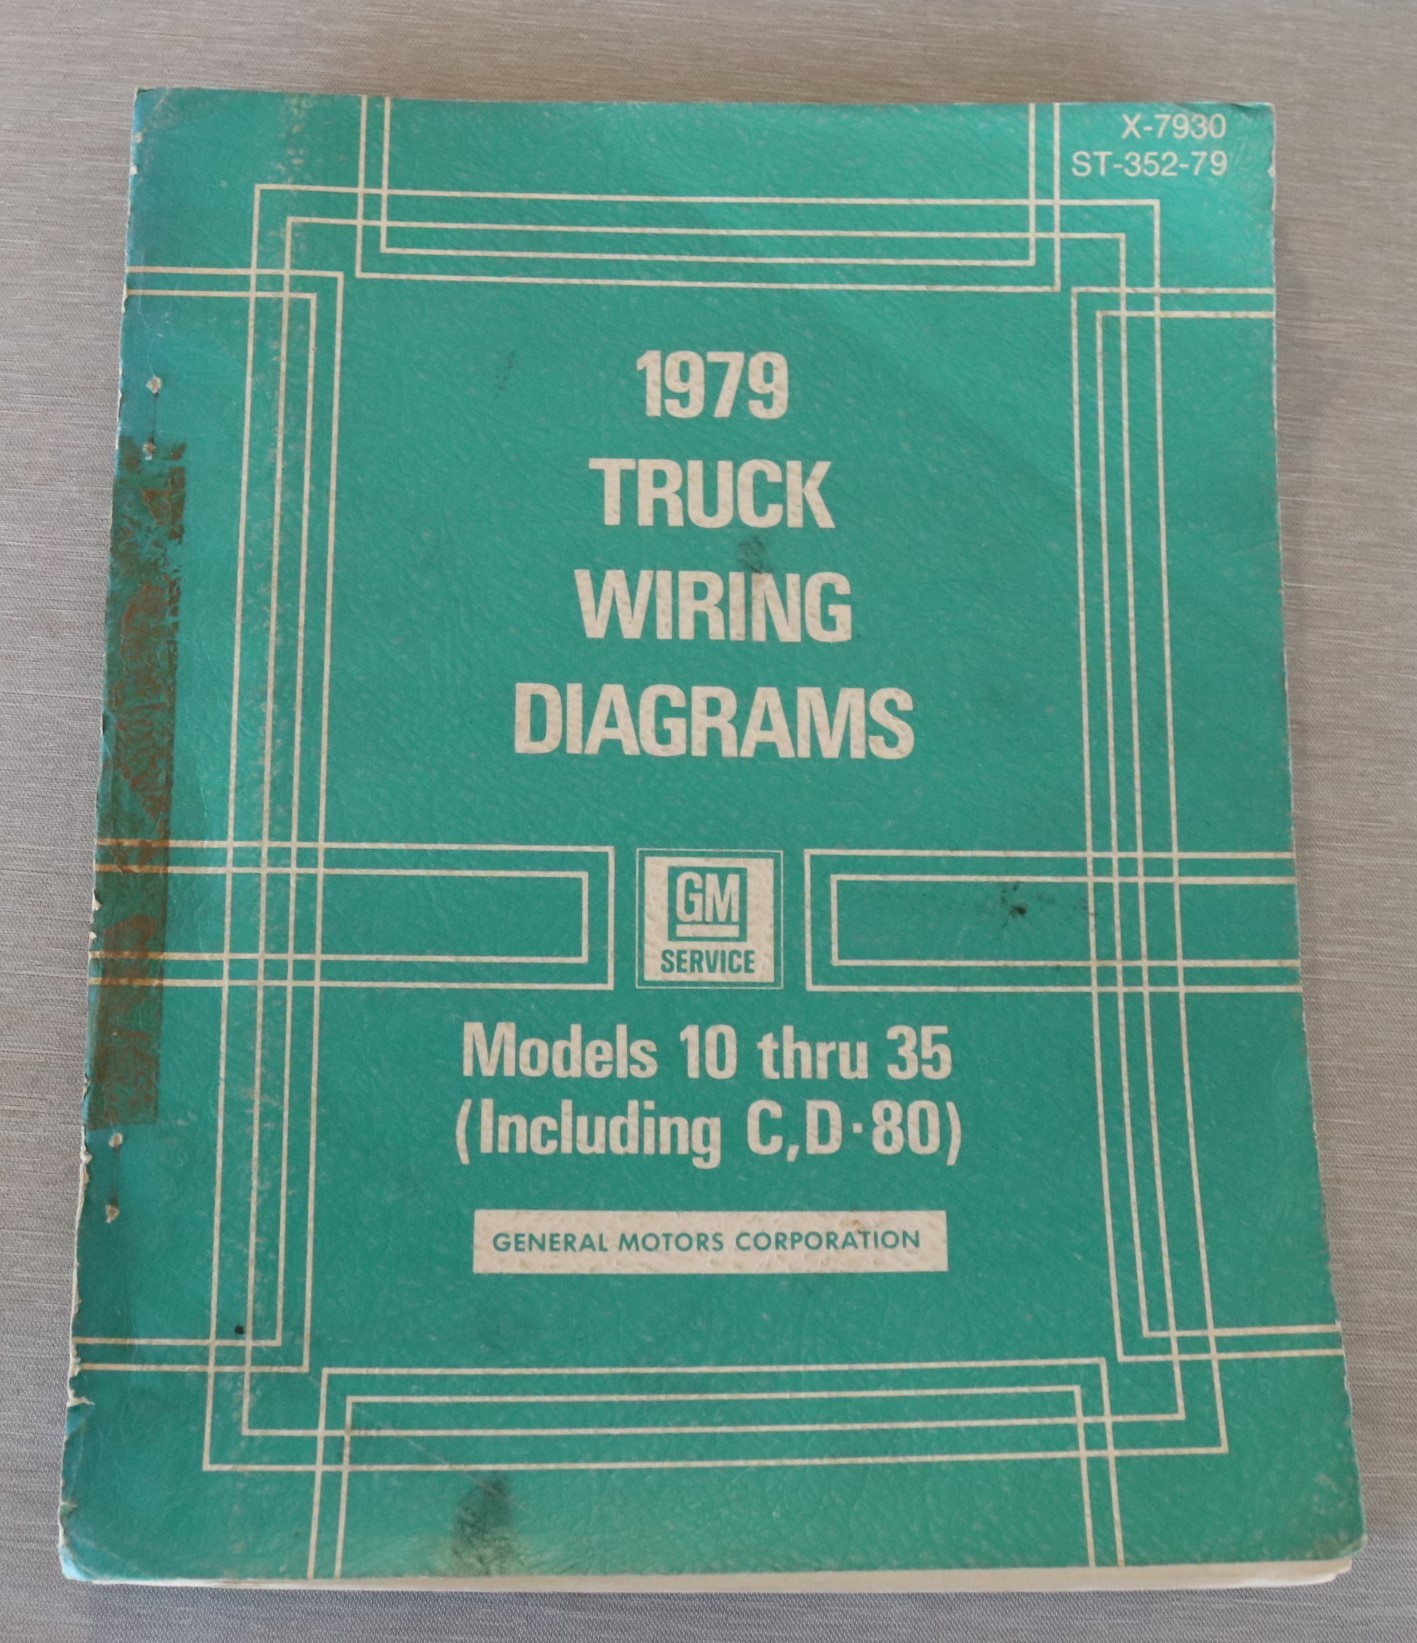 X-7930
ST-352-79
1979
TRUCK
WIRING
DIAGRAMS
GM
SERVICE
Models 10 thru 35
(Including C,D·80)
GENERAL MOTORS CORPORATION